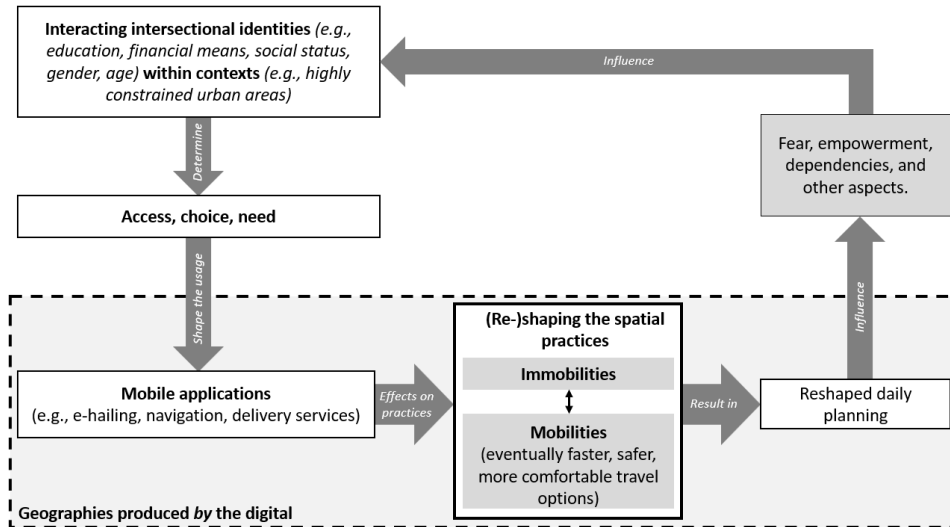 Interacting intersectional identities (e.g.,
education, financial means, social status,
gender, age) within contexts (e.g., highly
constrained urban areas)
Influence
Determine
Fear, empowerment,
dependencies, and
other aspects.
Access, choice, need
Shape the usage
Influence
(Re-)shaping the spatial
practices
Immobilities
Mobile applications
(e.g., e-hailing, navigation, delivery services)
Effects on
practices
Mobilities
(eventually faster, safer,
more comfortable travel
options)
Result in
Reshaped daily
planning
Geographies produced by the digital